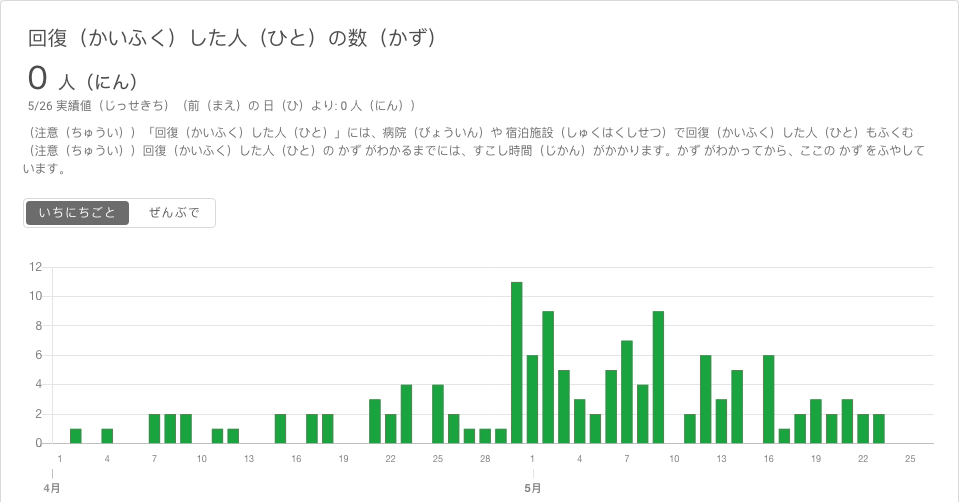 回復（かいふく）した人（ひと）の数（かず）
0 人（にん）
5/26 実績値（じっせきち）（前（まえ）の 日（ひ）より: 0 人（にん））
（注意（ちゅうい））「回復（かいふく）した人（ひと）」には、病院（びょういん）や 宿泊施設（しゅくはくしせつ）で回復（かいふく）した人（ひと）もふくむ
（注意（ちゅうい））回復（かいふく）した人（ひと）の かず がわかるまでには、すこし時間（じかん）がかかります。かず がわかってから、ここの かず をふやして
います。
いちにちごと ぜんぶで
12
10
8
6
4
2
0
1 4 7 10 13 16 19 22 25 28 1 4 7 10 13 16 19 22 25
4月 5月